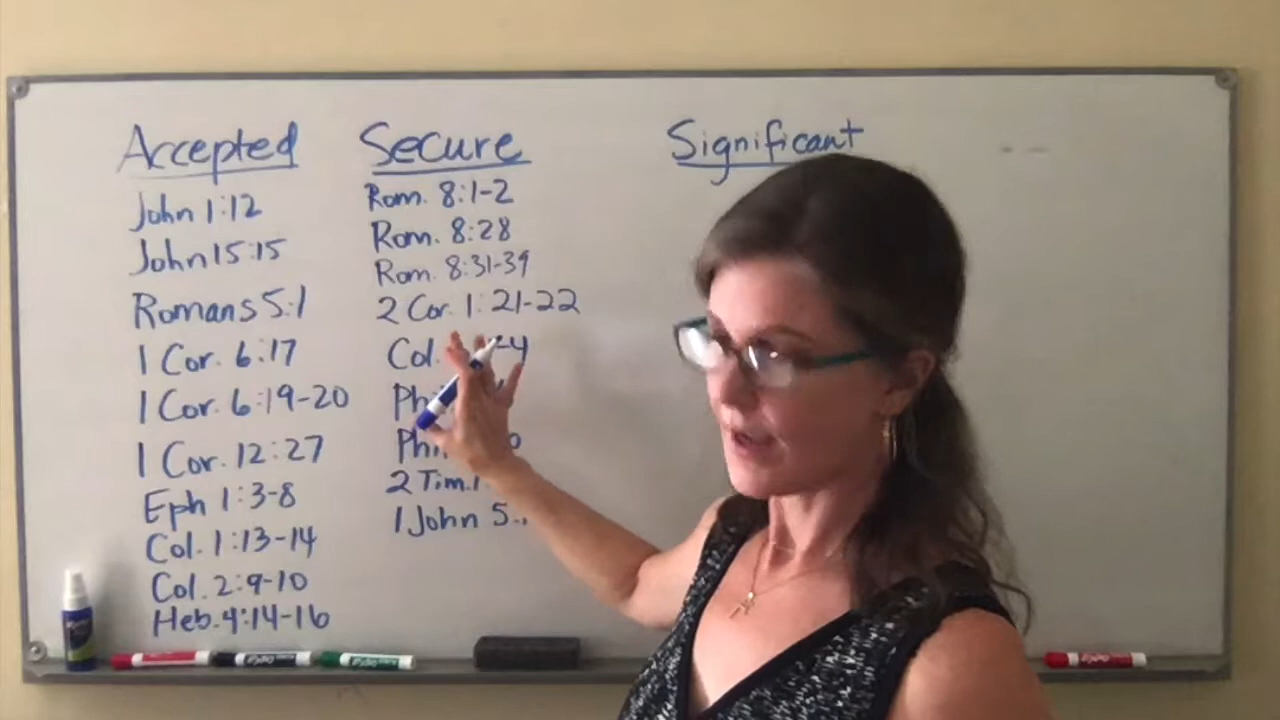 Accepted
John 1:12
John 15:15
Romans 5:1
1 Cor. 6:17
1 Cor. 6:19-20
1 Cor. 12:27
Eph 1:3-8
Col. 1:13-14
Col. 2:9-10
Heb. 4:14-16
Secure
Rom. 8:1-2
Rom. 8:28
Rom. 8:31-39
2 Cor. 1:21-22
Col. -4
2 Tim. 1
1 John 5:
Significant